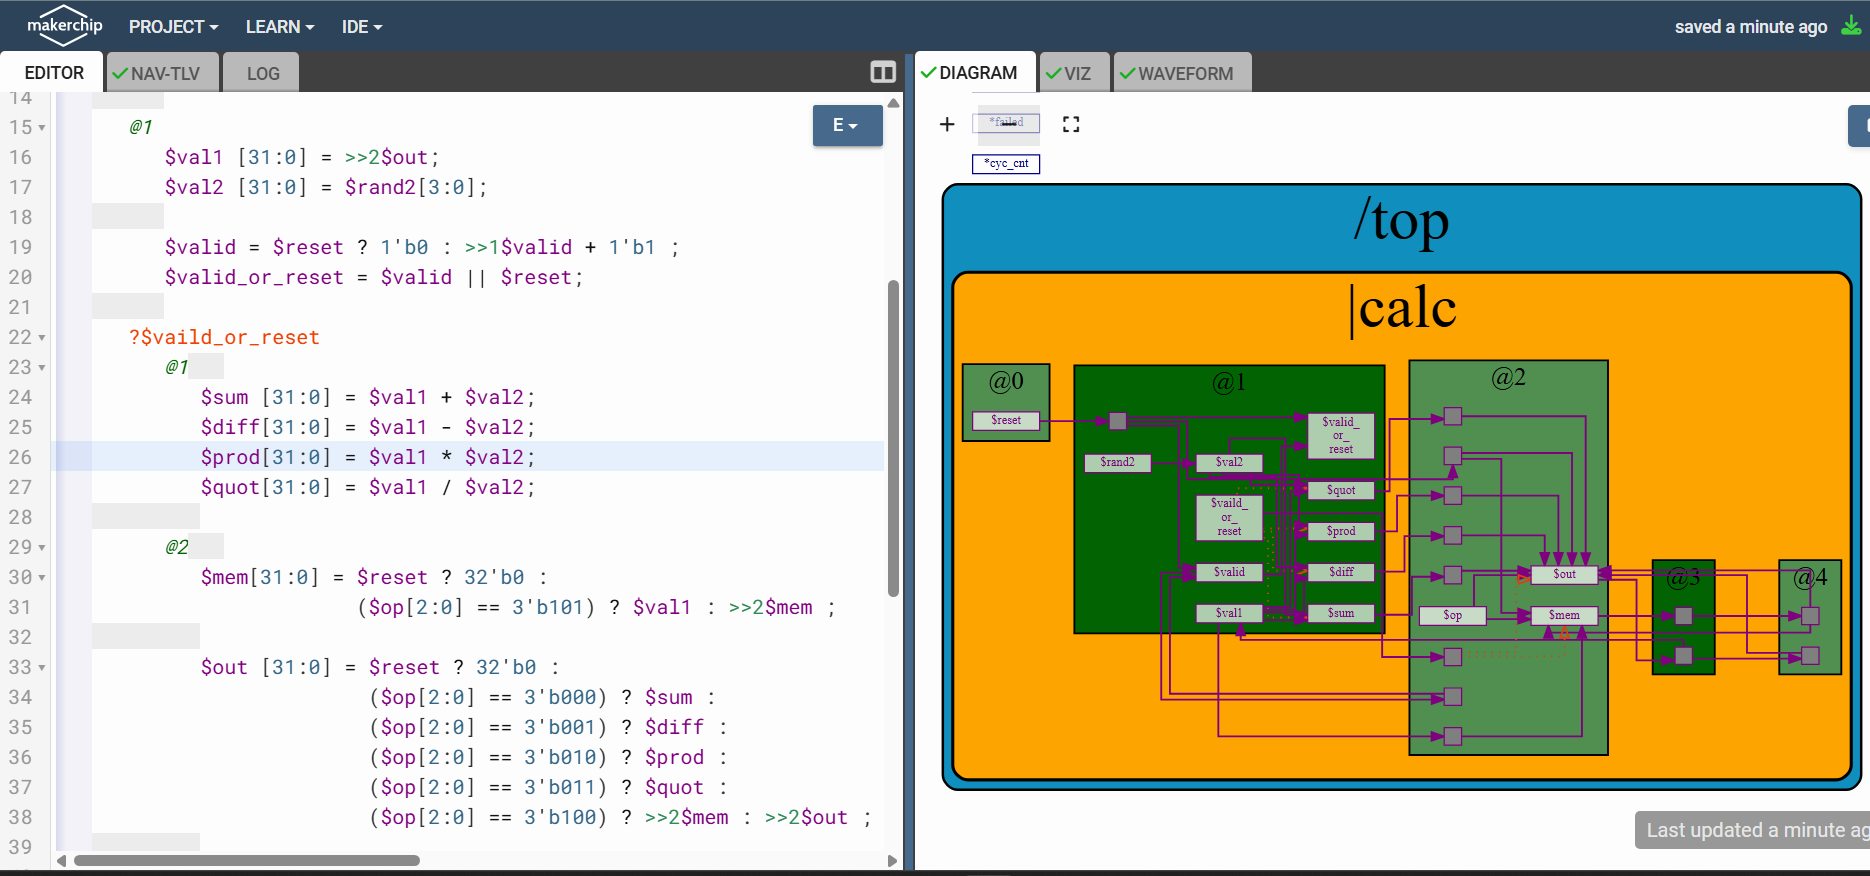 makerchip PROJECT LEARN IDE saved a minute ago
EDITOR NAV-TLV LOG
14
15 @1
16 $val1 [31:0] = >>2$out;
17 $val2 [31:0] = $rand2[3:0];
18
19 $valid = $reset ? 1'b0 : >>1$valid + 1'b1 ;
20 $valid_or_reset = $valid || $reset;
21
22 ?$vaild_or_reset
23 @1
24 $sum [31:0] = $val1 + $val2;
25 $diff[31:0] = $val1 - $val2;
26 $prod[31:0] = $val1 * $val2;
27 $quot[31:0] = $val1 / $val2;
28
29 @2
30 $mem[31:0] = $reset ? 32'b0 :
31 ($op[2:0] == 3'b101) ? $val1 : >>2$mem ;
32
33 $out [31:0] = $reset ? 32'b0 :
34 ($op[2:0] == 3'b000) ? $sum :
35 ($op[2:0] == 3'b001) ? $diff :
36 ($op[2:0] == 3'b010) ? $prod :
37 ($op[2:0] == 3'b011) ? $quot :
38 ($op[2:0] == 3'b100) ? >>2$mem : >>2$out ;
39
E
DIAGRAM VIZ WAVEFORM
*failed
*cyc_cnt
/top
|calc
@0
$reset
@1
$rand2
$val2
$vaild_
or_
reset
$valid
$val1
$valid_
or_
reset
$quot
$prod
$diff
$sum
@2
$out
$op
$mem
@3
@4
Last updated a minute ag